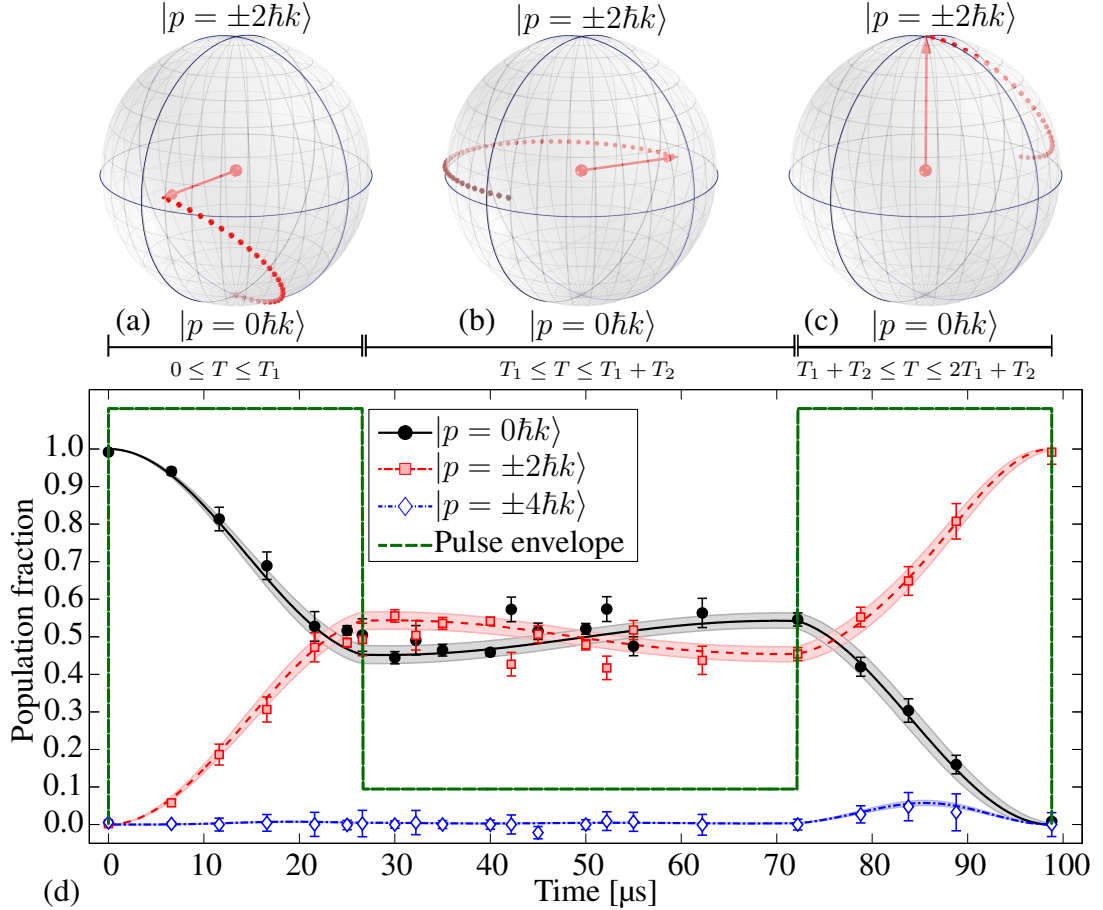 |p = ±2ℏk⟩ |p = ±2ℏk⟩ |p = ±2ℏk⟩
(a) (b) (c)
|p = 0ℏk⟩ |p = 0ℏk⟩ |p = 0ℏk⟩
0 ≤ T ≤ T₁ T₁ ≤ T ≤ T₁ + T₂ T₁ + T₂ ≤ T ≤ 2T₁ + T₂
|p = 0ℏk⟩
|p = ±2ℏk⟩
|p = ±4ℏk⟩
Pulse envelope
Population fraction
1.0
0.9
0.8
0.7
0.6
0.5
0.4
0.3
0.2
0.1
0.0
0 10 20 30 40 50 60 70 80 90 100
(d) Time [µs]